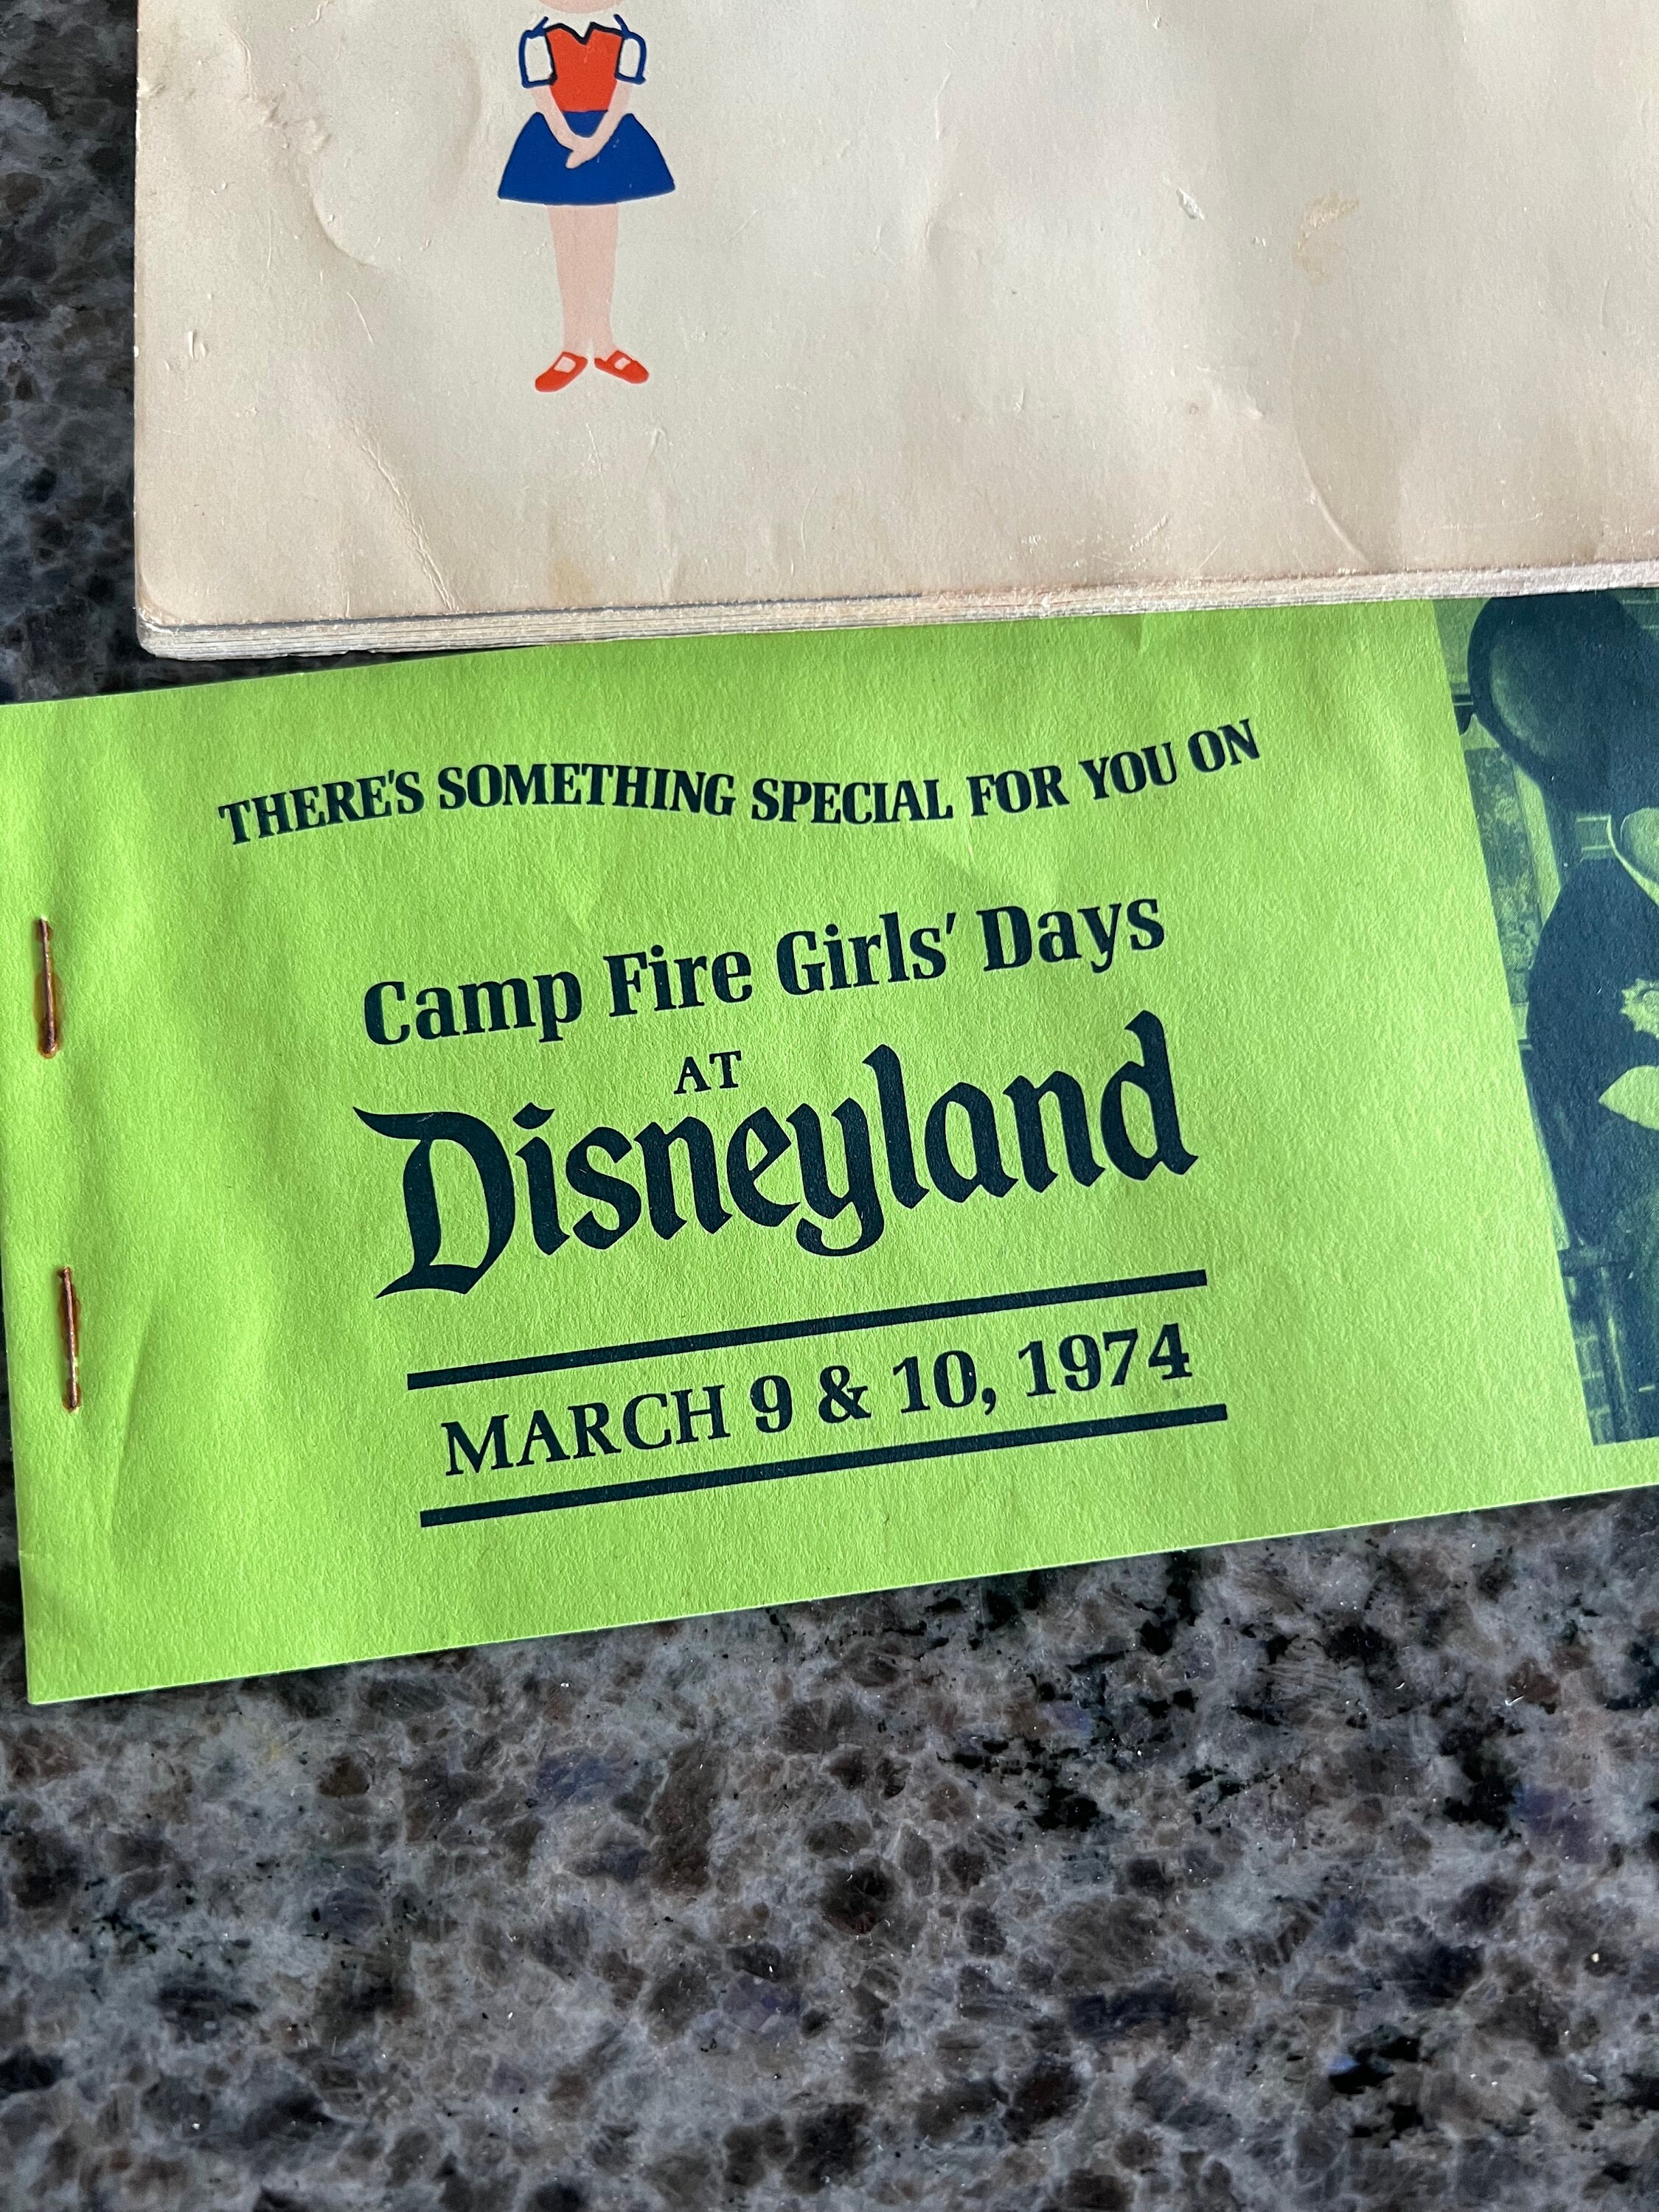 THERE'S SOMETHING SPECIAL FOR YOU ON
Camp Fire Girls' Days
AT
Disneyland
MARCH 9 & 10, 1974